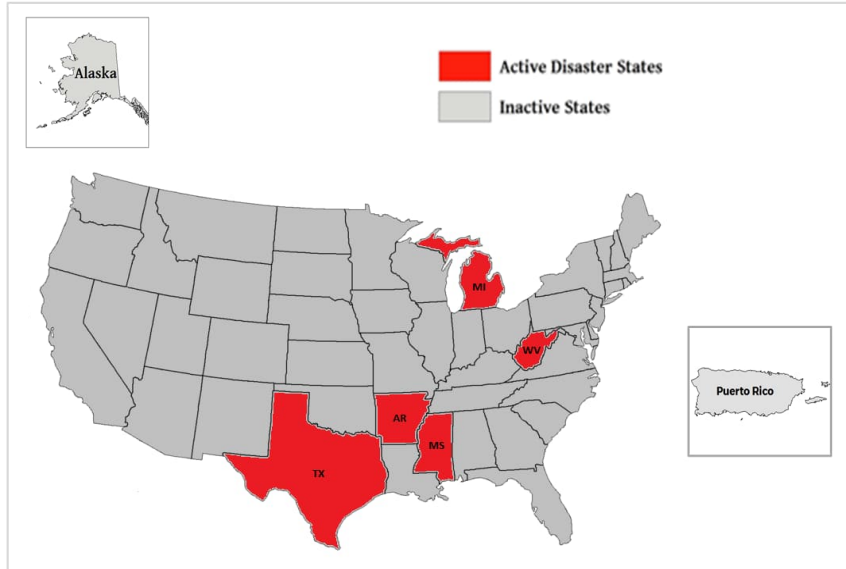 Alaska
Active Disaster States
Inactive States
MI
WV
AR
MS
TX
Puerto Rico